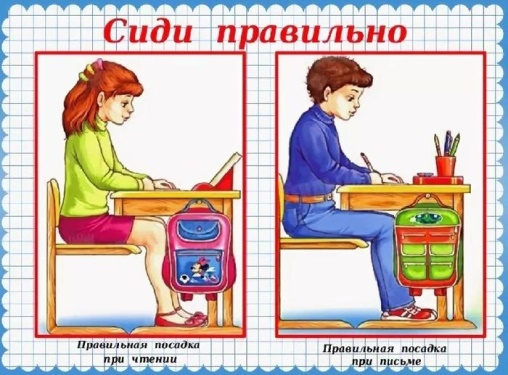 Сиди правильно
Правильная посадка
при чтении
Правильная посадка
при письме